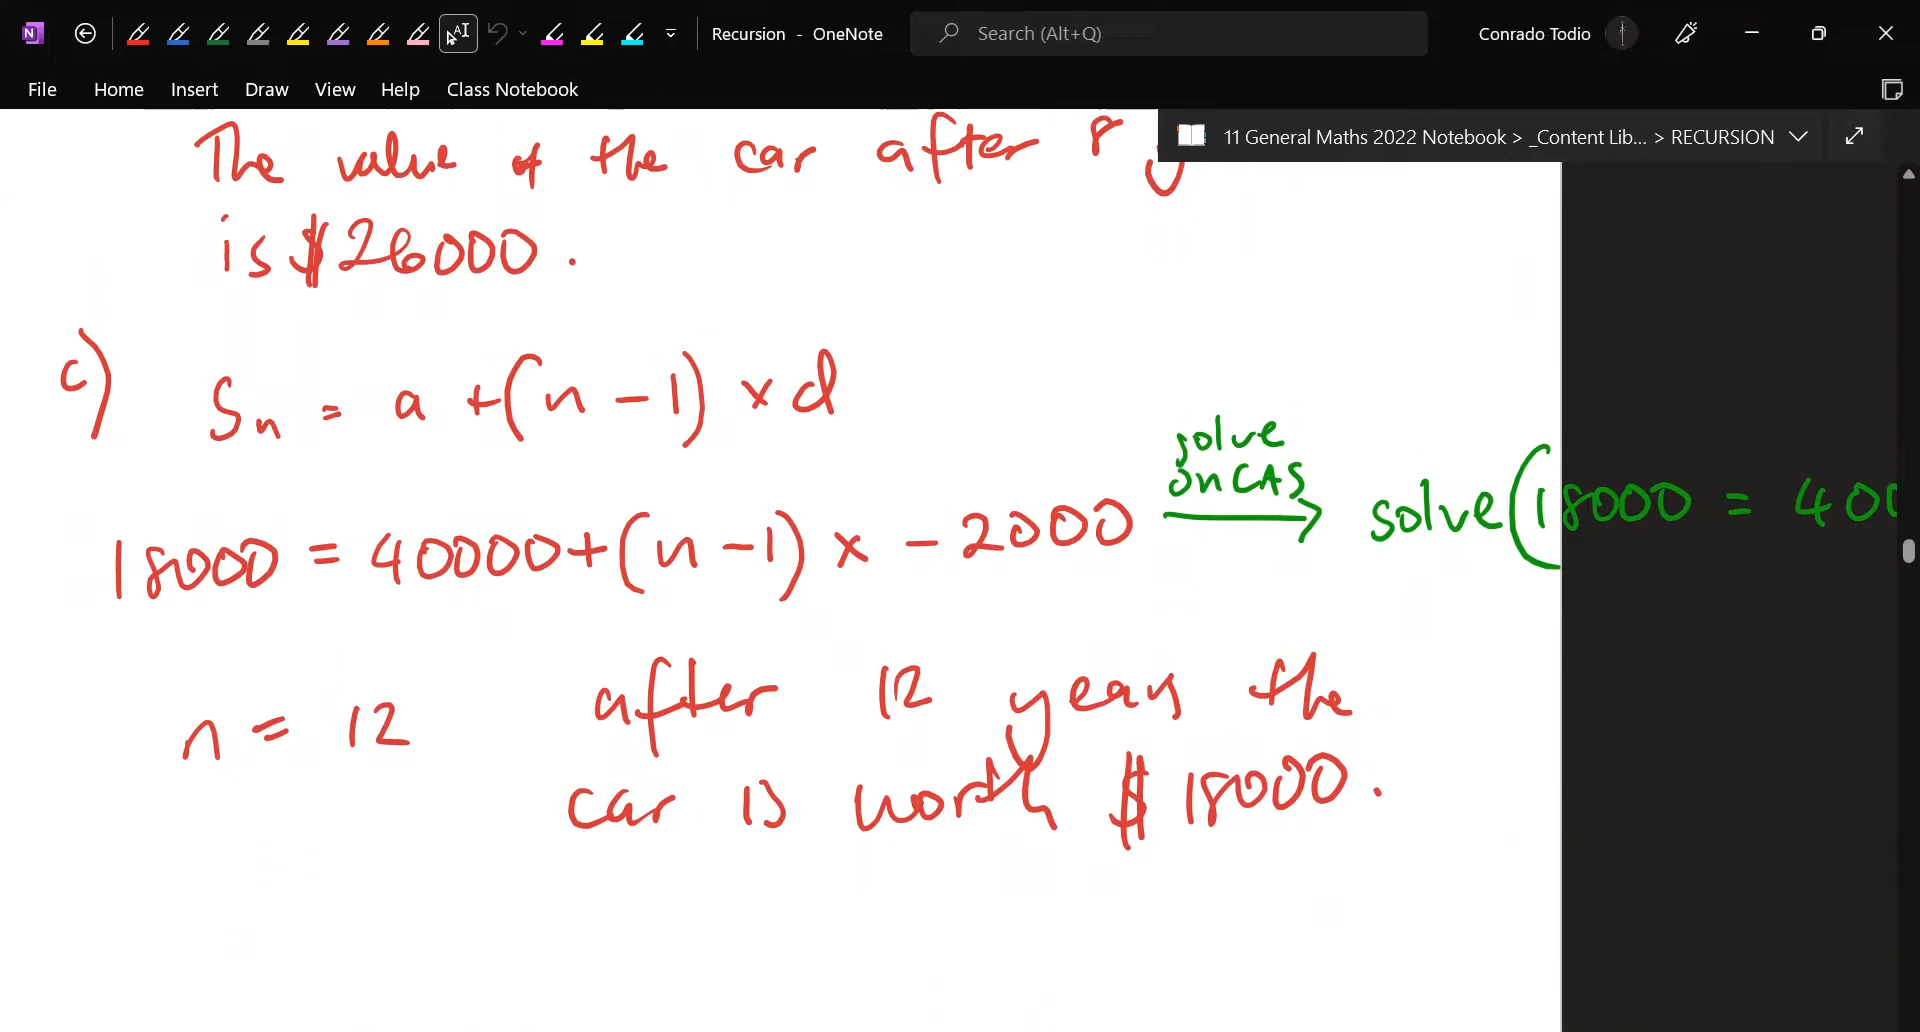 Recursion - OneNote
Search (Alt+Q)
Conrado Todio
File Home Insert Draw View Help Class Notebook
11 General Maths 2022 Notebook > _Content Lib... > RECURSION
The value of the car after 8 y
is $26000.
c) Sn = a + (n - 1) × d
18000 = 40000 + (n - 1) × - 2000
solve
on CAS
solve (18000 = 400
n = 12
after 12 years the
car is worth $18000.